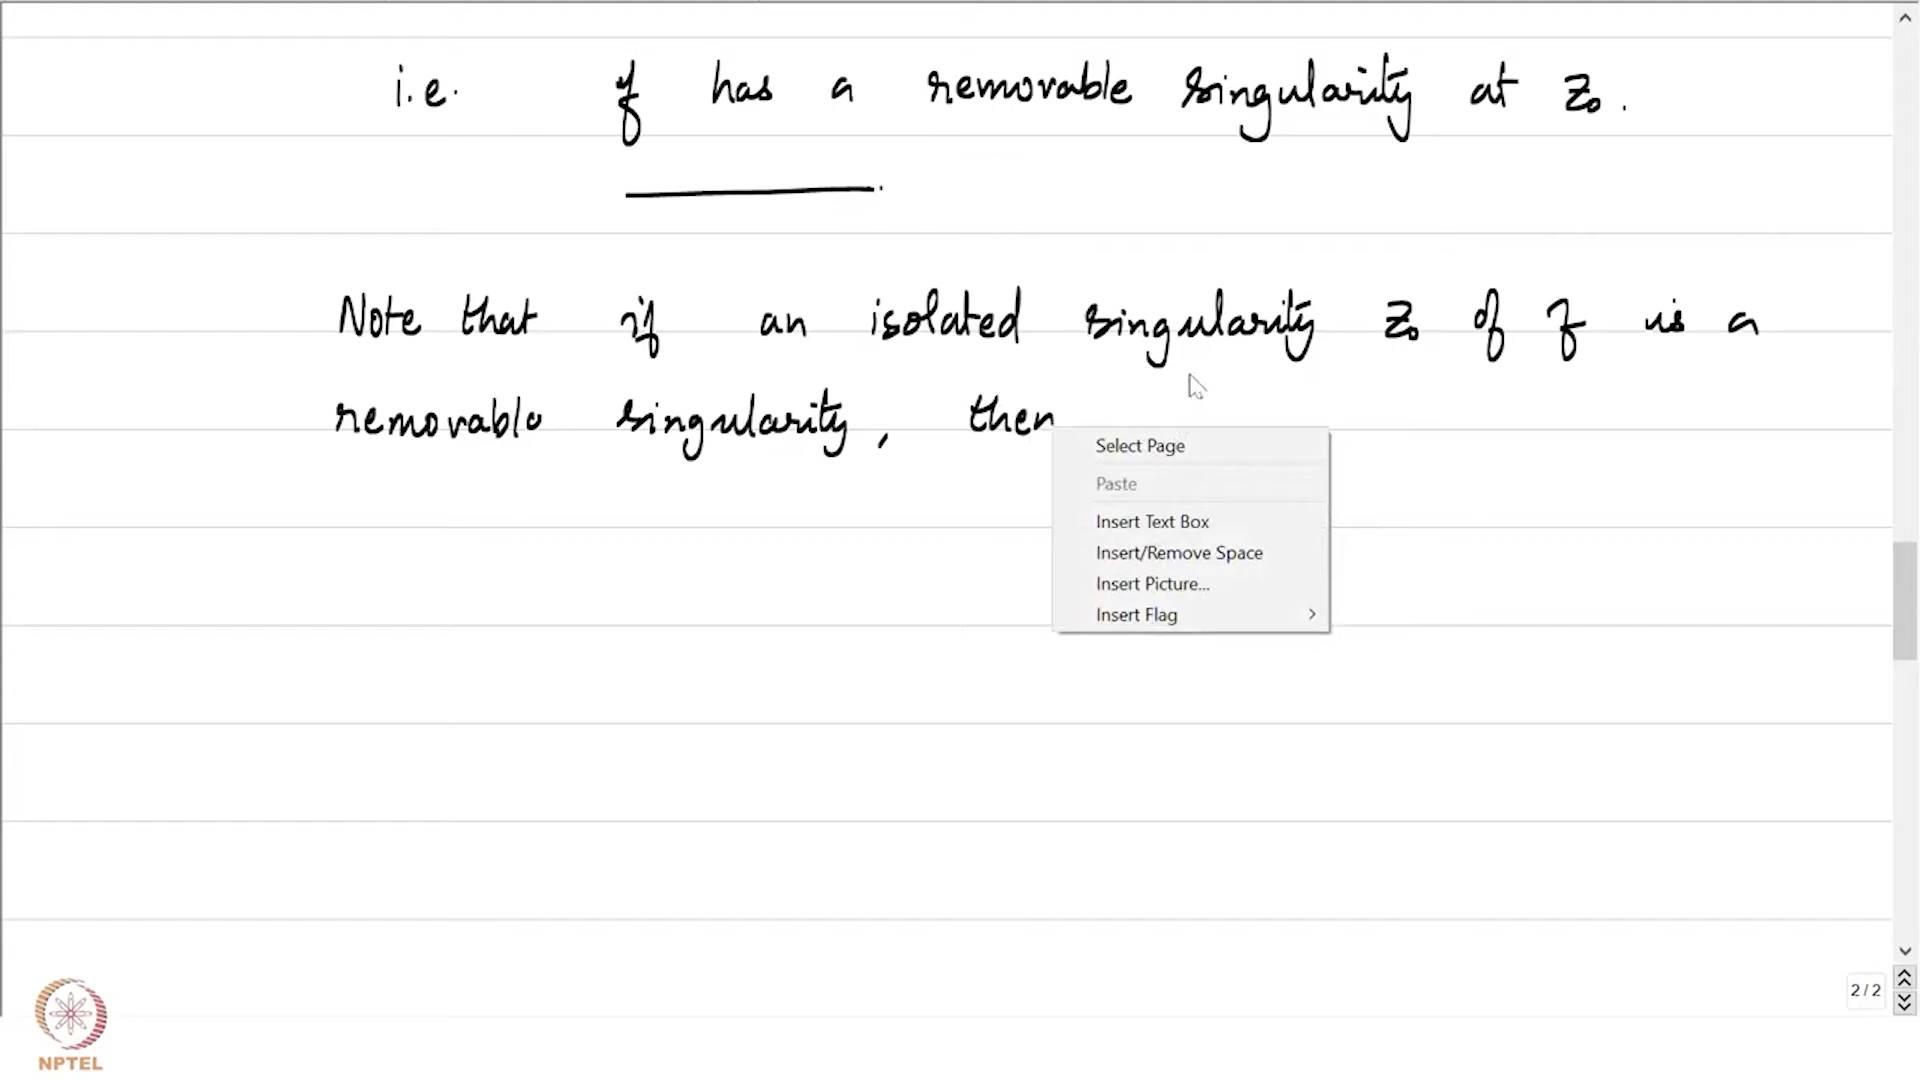 i.e. f has a removable singularity at z₀.
Note that if an isolated singularity z₀ of f is a
removable singularity, then
Select Page
Paste
Insert Text Box
Insert/Remove Space
Insert Picture...
Insert Flag
2 / 2
NPTEL